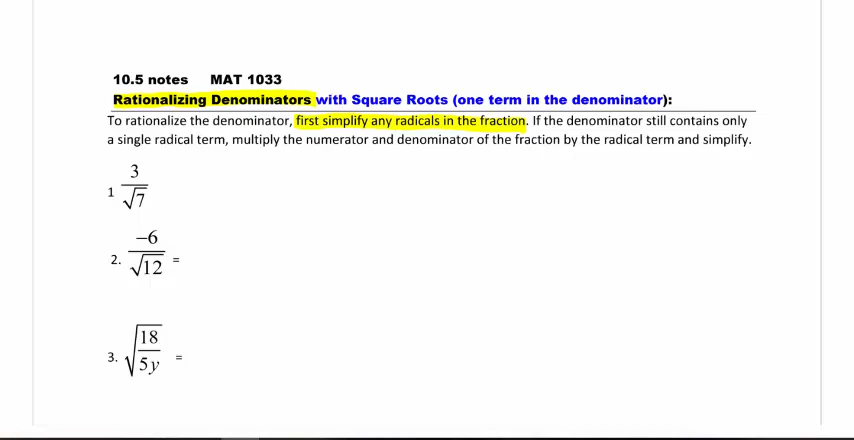 10.5 notes MAT 1033
Rationalizing Denominators with Square Roots (one term in the denominator):
To rationalize the denominator, first simplify any radicals in the fraction. If the denominator still contains only
a single radical term, multiply the numerator and denominator of the fraction by the radical term and simplify.
1 3/√7
2. −6/√12 =
3. √(18/5y) =